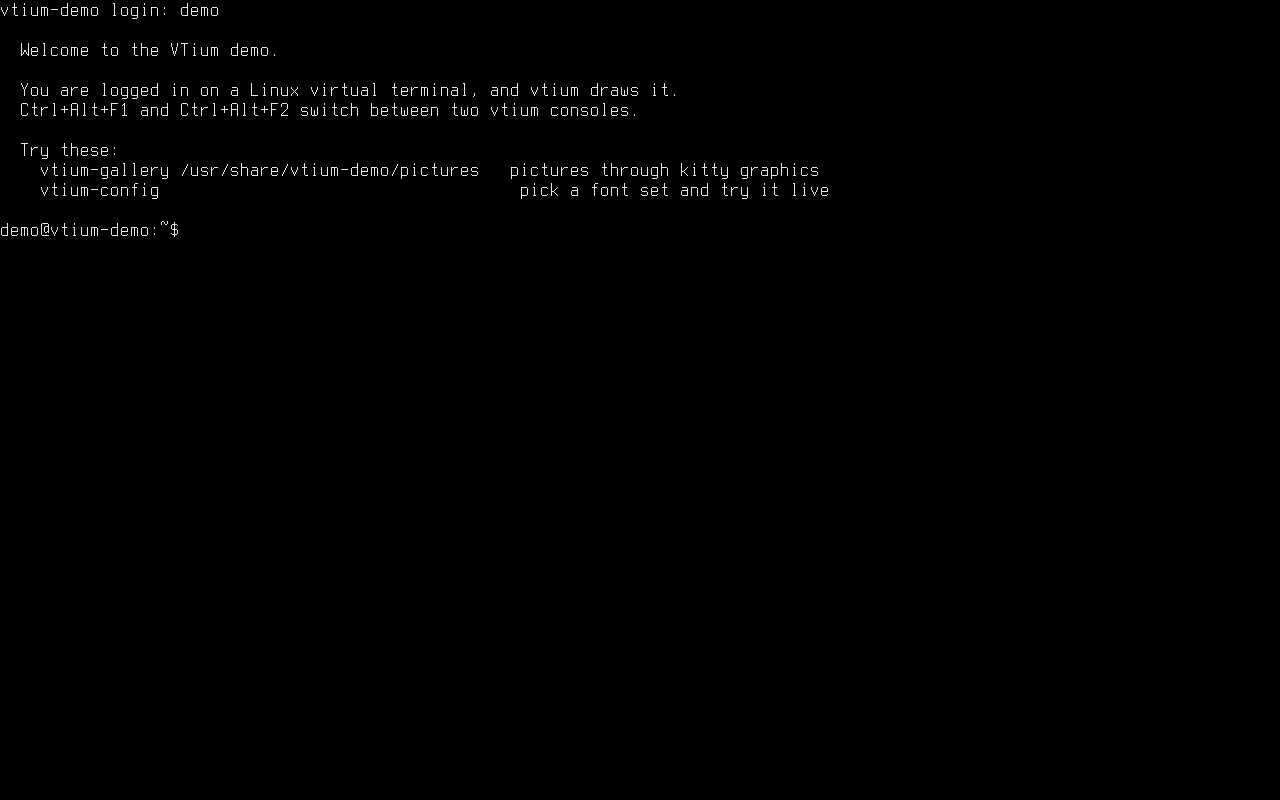 vtium-demo login: demo
Welcome to the VTium demo.
You are logged in on a Linux virtual terminal, and vtium draws it.
Ctrl+Alt+F1 and Ctrl+Alt+F2 switch between two vtium consoles.
Try these:
vtium-gallery /usr/share/vtium-demo/pictures   pictures through kitty graphics
vtium-config                                    pick a font set and try it live
demo@vtium-demo:~$